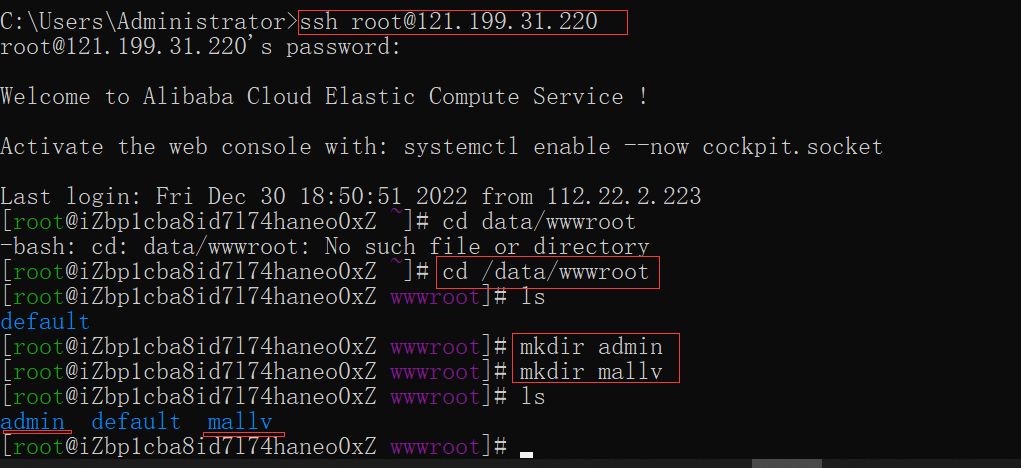 C:\Users\Administrator>ssh root@121.199.31.220
root@121.199.31.220's password:
Welcome to Alibaba Cloud Elastic Compute Service !
Activate the web console with: systemctl enable --now cockpit.socket
Last login: Fri Dec 30 18:50:51 2022 from 112.22.2.223
[root@iZbp1cba8id7l74haneo0xZ ~]# cd data/wwwroot
-bash: cd: data/wwwroot: No such file or directory
[root@iZbp1cba8id7l74haneo0xZ ~]# cd /data/wwwroot
[root@iZbp1cba8id7l74haneo0xZ wwwroot]# ls
default
[root@iZbp1cba8id7l74haneo0xZ wwwroot]# mkdir admin
[root@iZbp1cba8id7l74haneo0xZ wwwroot]# mkdir mallv
[root@iZbp1cba8id7l74haneo0xZ wwwroot]# ls
admin default mallv
[root@iZbp1cba8id7l74haneo0xZ wwwroot]#